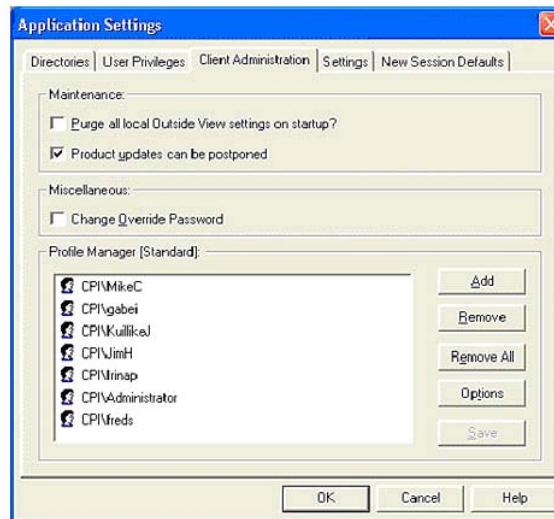 Application Settings
Directories User Privileges Client Administration Settings New Session Defaults
Maintenance:
Purge all local Outside View settings on startup?
Product updates can be postponed
Miscellaneous:
Change Override Password
Profile Manager [Standard]:
CPI\MikeC
CPI\gabei
CPI\KuillikeJ
CPI\JimH
CPI\Irinap
CPI\Administrator
CPI\freds
Add
Remove
Remove All
Options
Save
OK Cancel Help